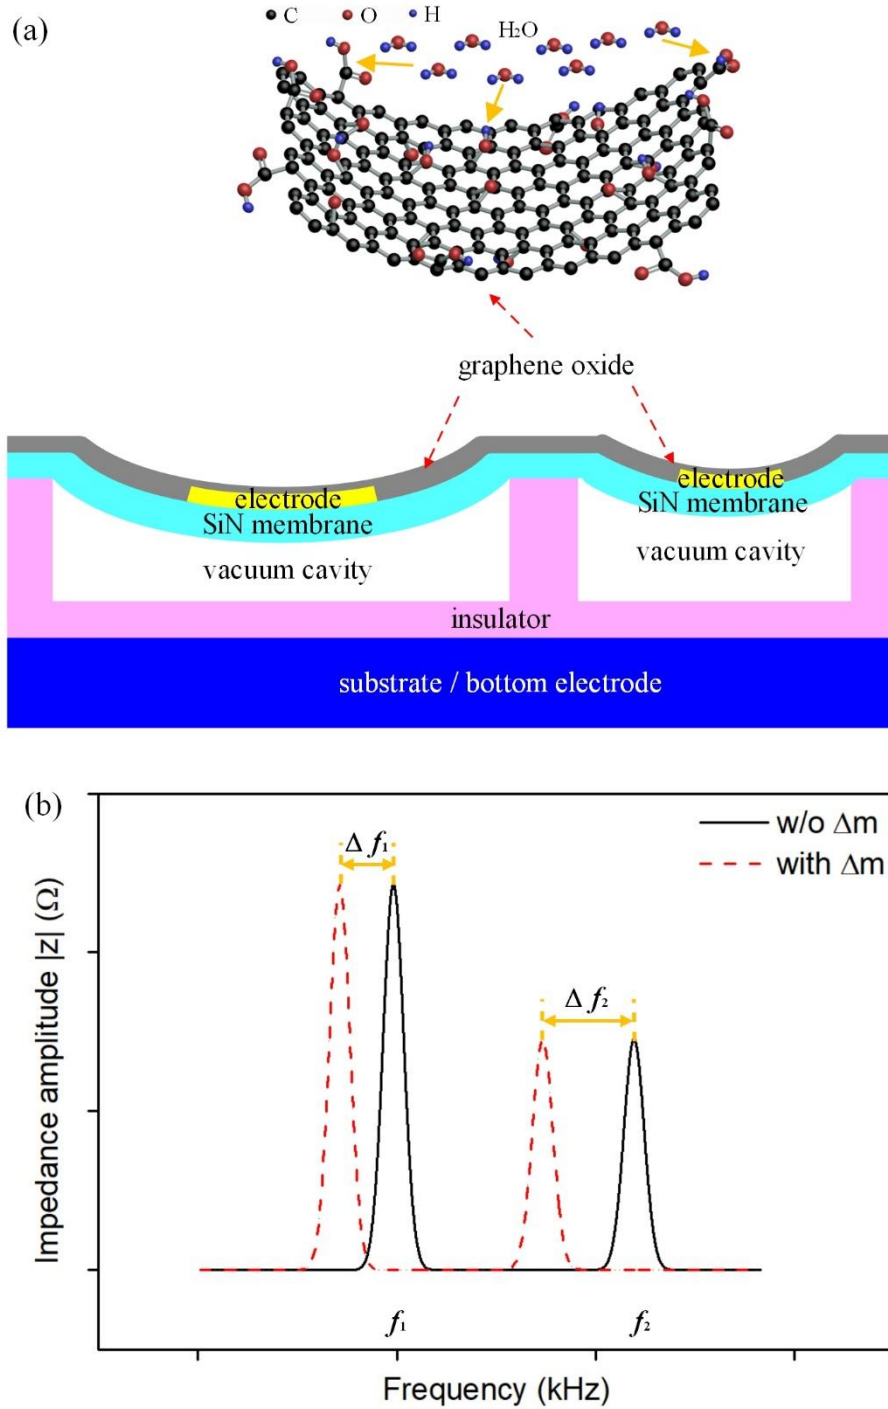 (a)
C O H
H₂O
graphene oxide
electrode
SiN membrane
vacuum cavity
electrode
SiN membrane
vacuum cavity
insulator
substrate / bottom electrode
(b)
w/o Δm
with Δm
Δ f₁
Δ f₂
Impedance amplitude |z| (Ω)
f₁
f₂
Frequency (kHz)